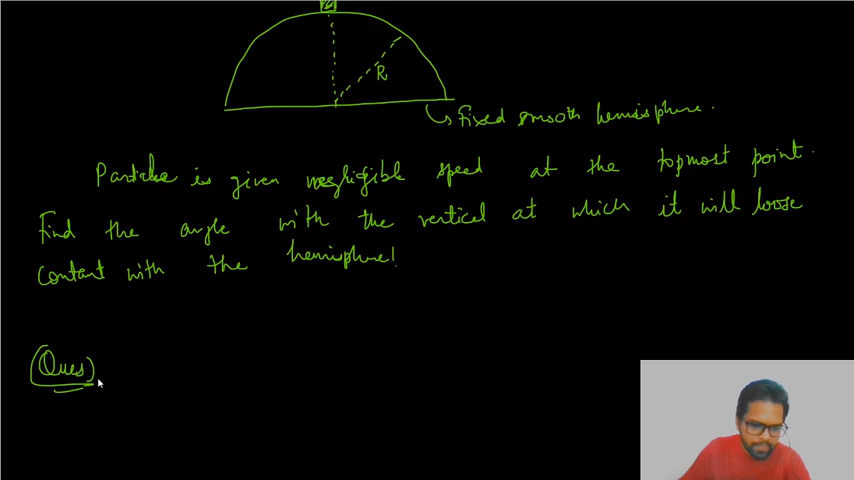 R
fixed smooth hemisphere.
Particle is given negligible speed at the topmost point.
Find the angle with the vertical at which it will loose
contant with the hemisphere!
Ques